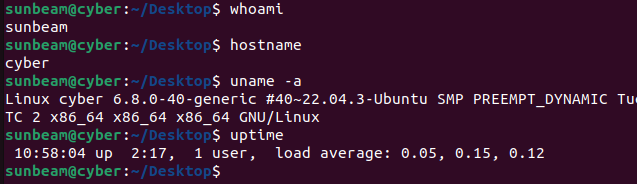 sunbeam@cyber:~/Desktop$ whoami
sunbeam
sunbeam@cyber:~/Desktop$ hostname
cyber
sunbeam@cyber:~/Desktop$ uname -a
Linux cyber 6.8.0-40-generic #40~22.04.3-Ubuntu SMP PREEMPT_DYNAMIC
TC 2 x86_64 x86_64 x86_64 GNU/Linux
sunbeam@cyber:~/Desktop$ uptime
 10:58:04 up  2:17,  1 user,  load average: 0.05, 0.15, 0.12
sunbeam@cyber:~/Desktop$